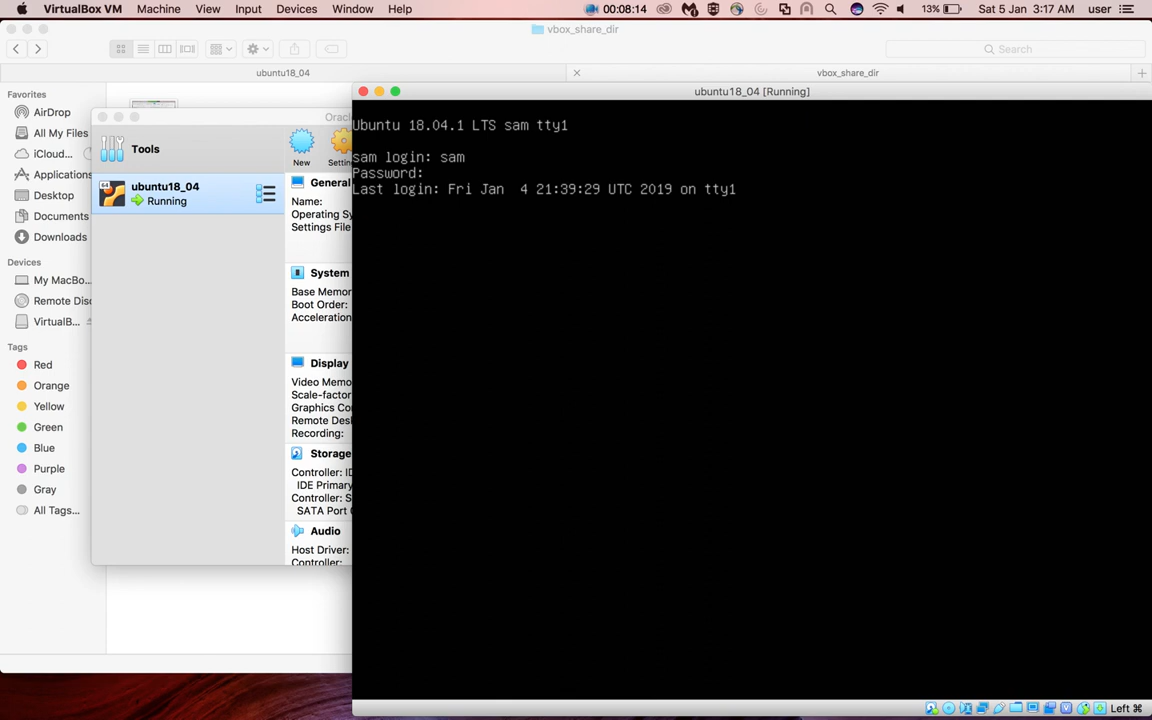 VirtualBox VM Machine View Input Devices Window Help 00:08:14 13% Sat 5 Jan 3:17 AM user
vbox_share_dir
Search
ubuntu18_04 vbox_share_dir
Favorites
AirDrop
All My Files
iCloud...
Applications
Desktop
Documents
Downloads
Devices
My MacBo...
Remote Disc
VirtualB...
Tags
Red
Orange
Yellow
Green
Blue
Purple
Gray
All Tags...
Tools
ubuntu18_04
Running
64
New
General
Name:
Settings File
System
Base Memor
Boot Order:
Acceleration
Display
Video Memo
Scale-factor
Graphics Co
Remote Desk
Recording:
Storage
Controller: ID
IDE Primary
Controller: S
SATA Port
Audio
Host Driver:
Controller:
ubuntu18_04 [Running]
Ubuntu 18.04.1 LTS sam tty1
sam login: sam
Password:
Last login: Fri Jan  4 21:39:29 UTC 2019 on tty1
Left ⌘